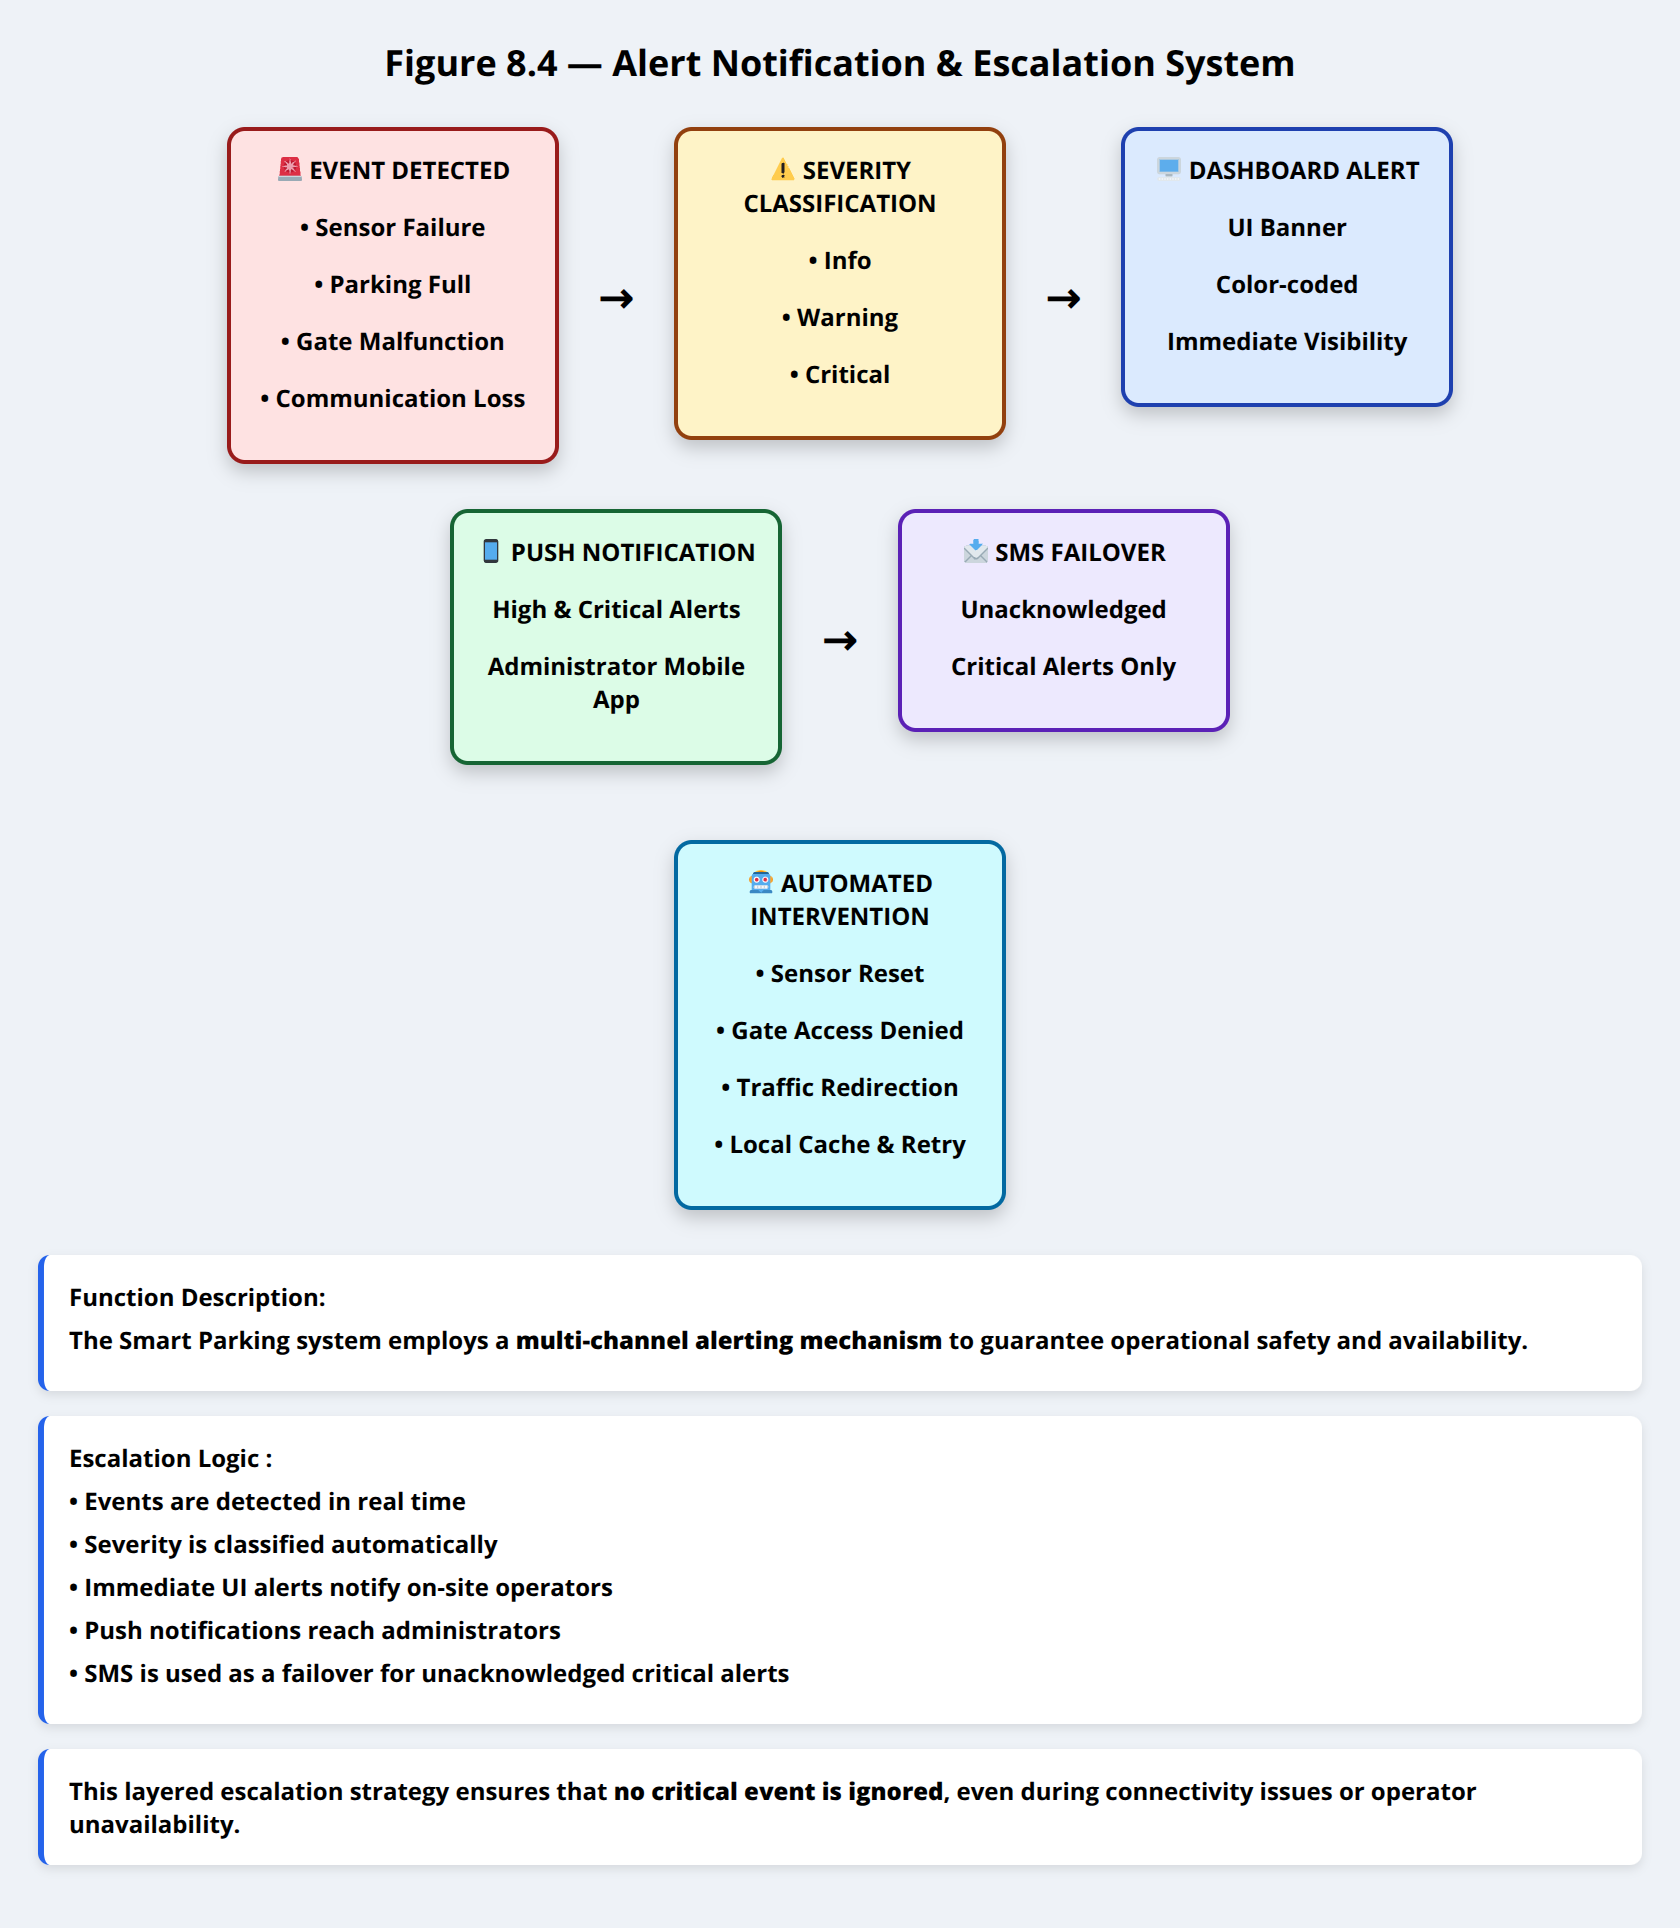 Figure 8.4 — Alert Notification & Escalation System
🚨 EVENT DETECTED
• Sensor Failure
• Parking Full
• Gate Malfunction
• Communication Loss
→
⚠️ SEVERITY
CLASSIFICATION
• Info
• Warning
• Critical
→
🖥️ DASHBOARD ALERT
UI Banner
Color-coded
Immediate Visibility
📱 PUSH NOTIFICATION
High & Critical Alerts
Administrator Mobile
App
→
📩 SMS FAILOVER
Unacknowledged
Critical Alerts Only
🤖 AUTOMATED
INTERVENTION
• Sensor Reset
• Gate Access Denied
• Traffic Redirection
• Local Cache & Retry
Function Description:
The Smart Parking system employs a multi-channel alerting mechanism to guarantee operational safety and availability.
Escalation Logic :
• Events are detected in real time
• Severity is classified automatically
• Immediate UI alerts notify on-site operators
• Push notifications reach administrators
• SMS is used as a failover for unacknowledged critical alerts
This layered escalation strategy ensures that no critical event is ignored, even during connectivity issues or operator
unavailability.